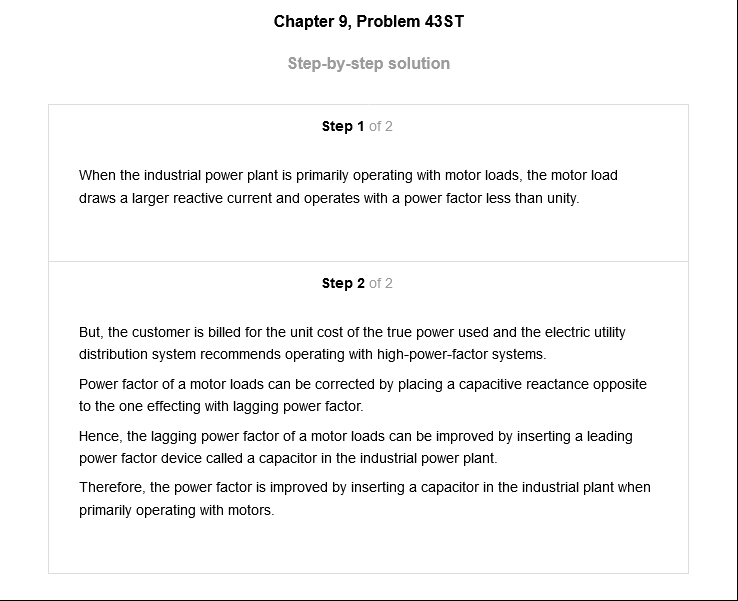 Chapter 9, Problem 43ST
Step-by-step solution
Step 1 of 2
When the industrial power plant is primarily operating with motor loads, the motor load
draws a larger reactive current and operates with a power factor less than unity.
Step 2 of 2
But, the customer is billed for the unit cost of the true power used and the electric utility
distribution system recommends operating with high-power-factor systems.
Power factor of a motor loads can be corrected by placing a capacitive reactance opposite
to the one effecting with lagging power factor.
Hence, the lagging power factor of a motor loads can be improved by inserting a leading
power factor device called a capacitor in the industrial power plant.
Therefore, the power factor is improved by inserting a capacitor in the industrial plant when
primarily operating with motors.